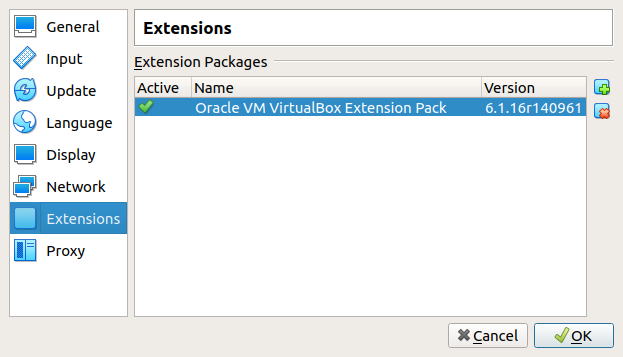 General
Input
Update
Language
Display
Network
Extensions
Proxy
Extensions
Extension Packages
Active Name Version
Oracle VM VirtualBox Extension Pack 6.1.16r140961
Cancel OK